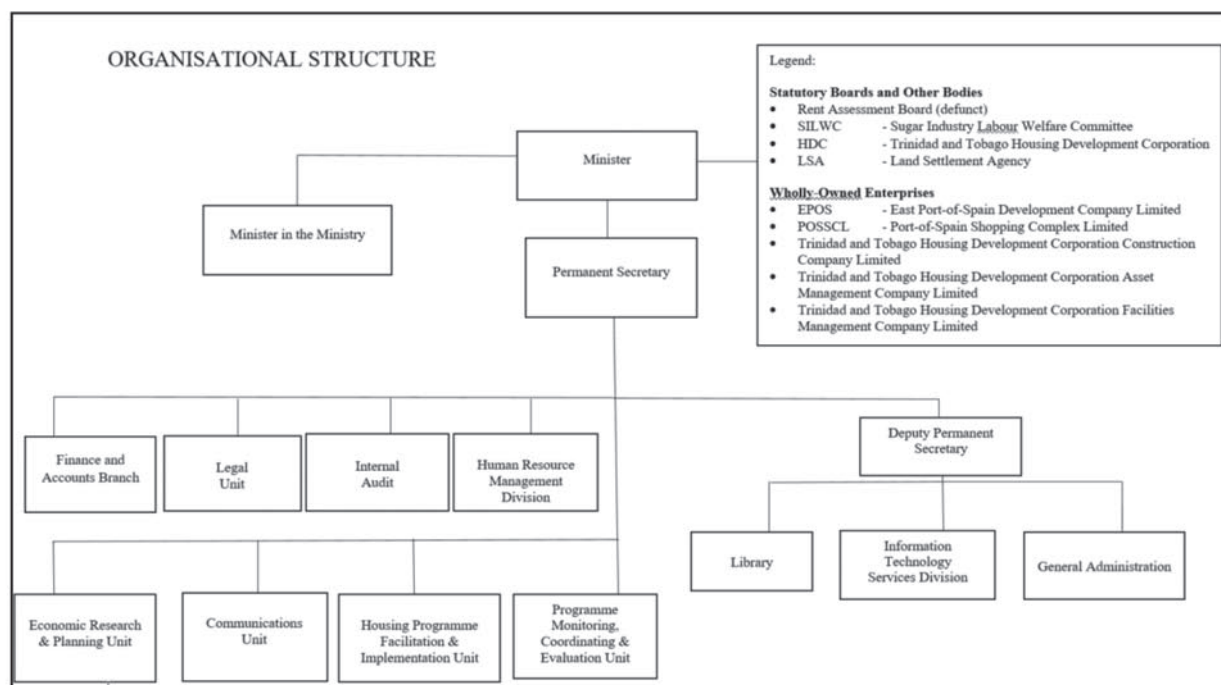 ORGANISATIONAL STRUCTURE
Legend:
Statutory Boards and Other Bodies
• Rent Assessment Board (defunct)
• SILWC - Sugar Industry Labour Welfare Committee
• HDC - Trinidad and Tobago Housing Development Corporation
• LSA - Land Settlement Agency
Wholly-Owned Enterprises
• EPOS - East Port-of-Spain Development Company Limited
• POSSCL - Port-of-Spain Shopping Complex Limited
• Trinidad and Tobago Housing Development Corporation Construction
Company Limited
• Trinidad and Tobago Housing Development Corporation Asset
Management Company Limited
• Trinidad and Tobago Housing Development Corporation Facilities
Management Company Limited
Minister
Minister in the Ministry
Permanent Secretary
Finance and
Accounts Branch
Legal
Unit
Internal
Audit
Human Resource
Management
Division
Deputy Permanent
Secretary
Library
Information
Technology
Services Division
General Administration
Economic Research
& Planning Unit
Communications
Unit
Housing Programme
Facilitation &
Implementation Unit
Programme
Monitoring,
Coordinating &
Evaluation Unit